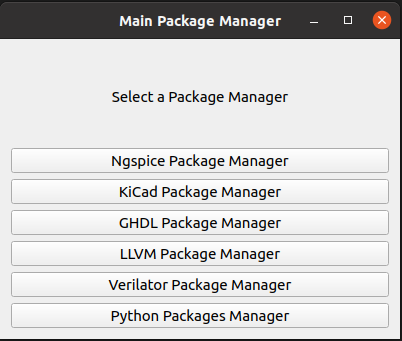 Main Package Manager
Select a Package Manager
Ngspice Package Manager
KiCad Package Manager
GHDL Package Manager
LLVM Package Manager
Verilator Package Manager
Python Packages Manager